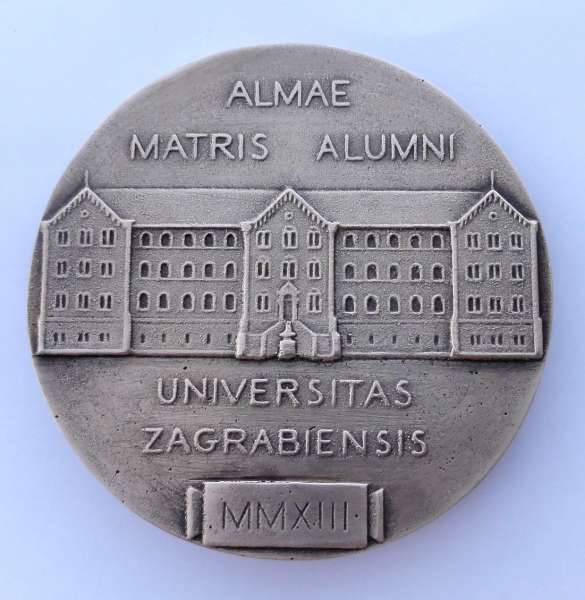 ALMAE
MATRIS ALUMNI
UNIVERSITAS
ZAGRABIENSIS
·MMXIII·